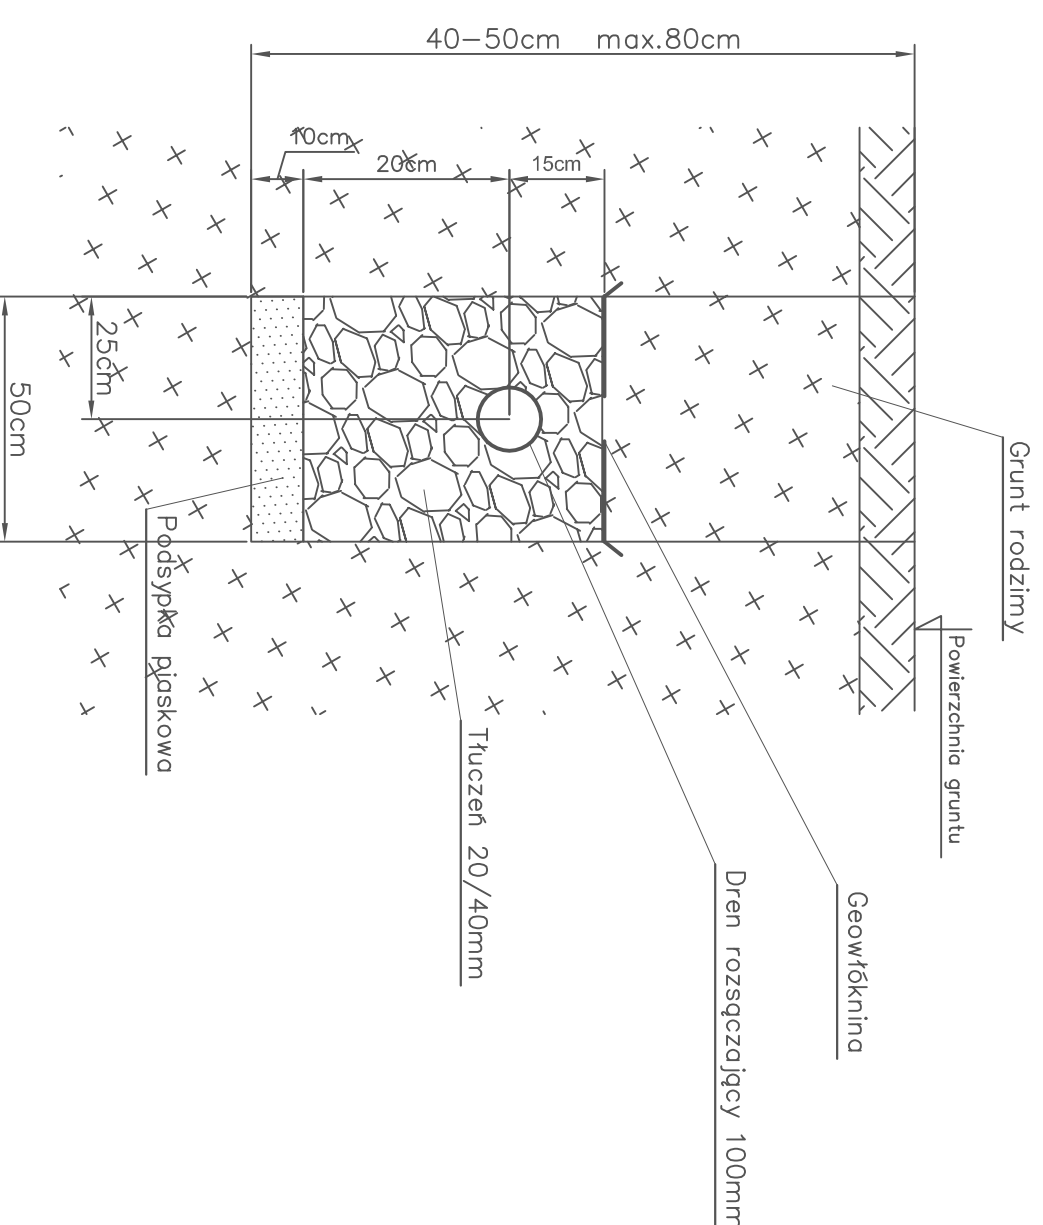 40-50cm max.80cm
10cm
20cm
15cm
25cm
50cm
Grunt rodzimy
Powierzchnia gruntu
Podsypka piaskowa
Tłuczeń 20/40mm
Geowłóknina
Dren rozsączający 100mm